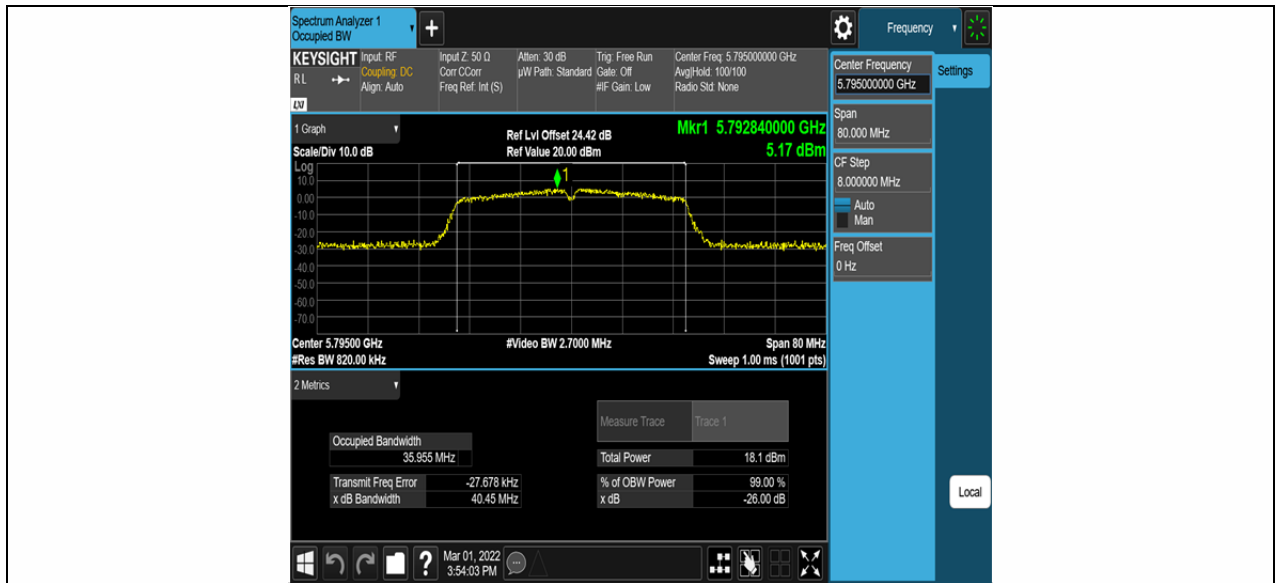 Spectrum Analyzer 1
Occupied BW
+
Frequency
KEYSIGHT
RL
LXI
Input: RF
Coupling: DC
Align: Auto
Input Z: 50 Ω
Corr CCorr
Freq Ref: Int (S)
Atten: 30 dB
µW Path: Standard
Trig: Free Run
Gate: Off
#IF Gain: Low
Center Freq: 5.795000000 GHz
Avg|Hold: 100/100
Radio Std: None
Center Frequency
5.795000000 GHz
Settings
Span
80.000 MHz
CF Step
8.000000 MHz
Auto
Man
Freq Offset
0 Hz
1 Graph
Scale/Div 10.0 dB
Ref Lvl Offset 24.42 dB
Ref Value 20.00 dBm
Mkr1 5.792840000 GHz
5.17 dBm
Log
10.0
0.00
-10.0
-20.0
-30.0
-40.0
-50.0
-60.0
-70.0
1
Center 5.79500 GHz
#Res BW 820.00 kHz
#Video BW 2.7000 MHz
Span 80 MHz
Sweep 1.00 ms (1001 pts)
2 Metrics
Measure Trace
Trace 1
Occupied Bandwidth
35.955 MHz
Total Power 18.1 dBm
Transmit Freq Error -27.678 kHz
% of OBW Power 99.00 %
x dB Bandwidth 40.45 MHz
x dB -26.00 dB
Local
?
Mar 01, 2022
3:54:03 PM